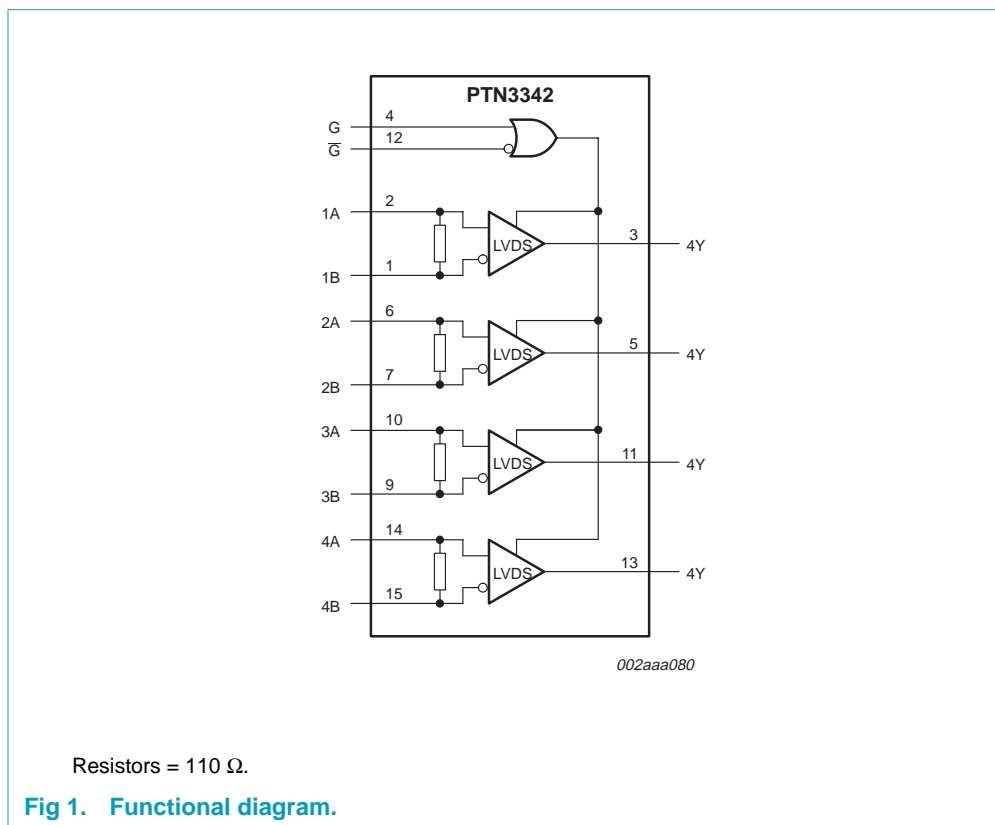 PTN3342
G 4
G̅ 12
1A 2
LVDS 3 4Y
1B 1
2A 6
LVDS 5 4Y
2B 7
3A 10
LVDS 11 4Y
3B 9
4A 14
LVDS 13 4Y
4B 15
002aaa080
Resistors = 110 Ω.
Fig 1. Functional diagram.